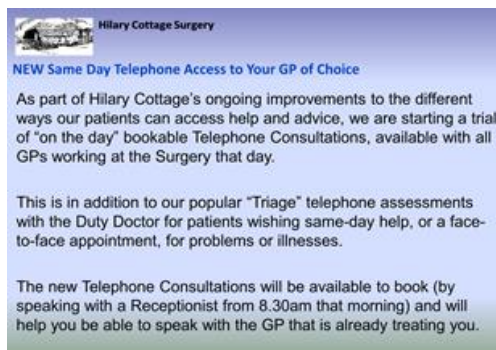 Hilary Cottage Surgery
NEW Same Day Telephone Access to Your GP of Choice
As part of Hilary Cottage's ongoing improvements to the different
ways our patients can access help and advice, we are starting a trial
of “on the day” bookable Telephone Consultations, available with all
GPs working at the Surgery that day.
This is in addition to our popular “Triage” telephone assessments
with the Duty Doctor for patients wishing same-day help, or a face-
to-face appointment, for problems or illnesses.
The new Telephone Consultations will be available to book (by
speaking with a Receptionist from 8.30am that morning) and will
help you be able to speak with the GP that is already treating you.